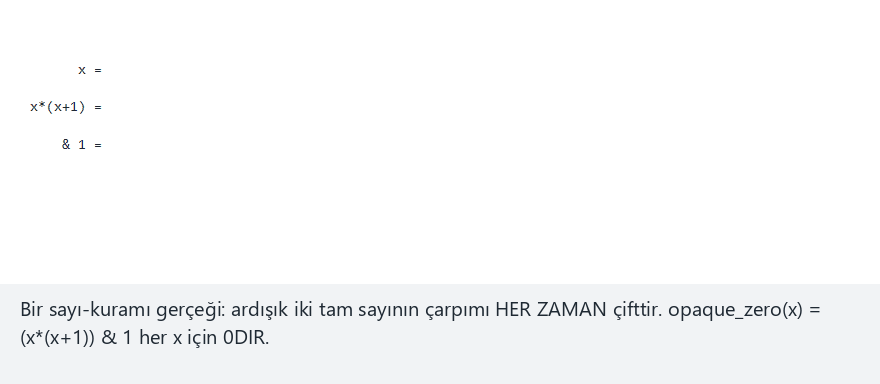 x =
x*(x+1) =
& 1 =
Bir sayı-kuramı gerçeği: ardışık iki tam sayının çarpımı HER ZAMAN çifttir. opaque_zero(x) =
(x*(x+1)) & 1 her x için 0DIR.